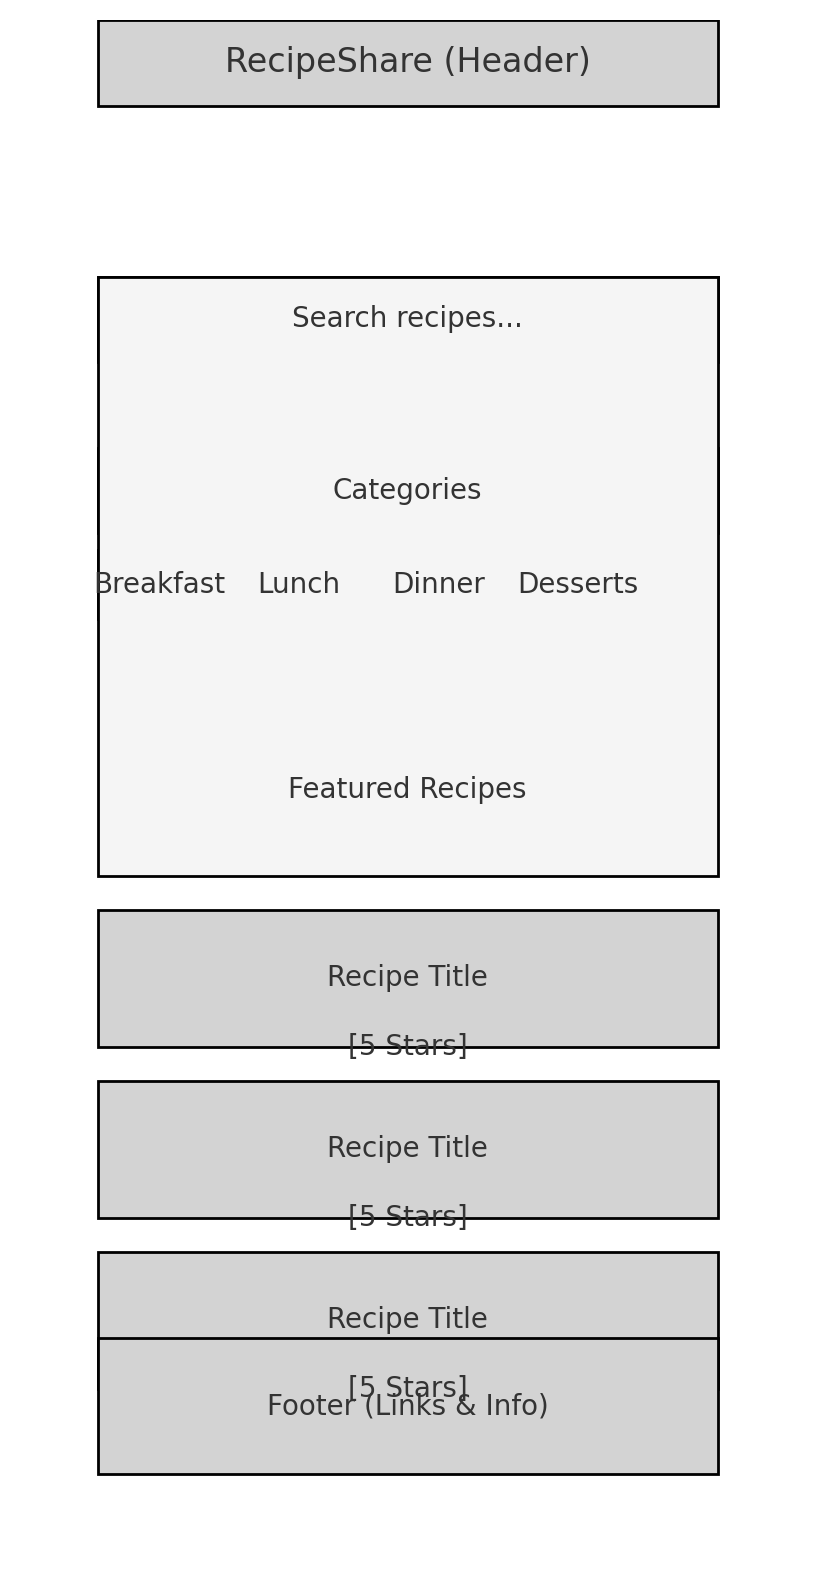 RecipeShare (Header)
Search recipes...
Categories
Breakfast Lunch Dinner Desserts
Featured Recipes
Recipe Title
[5 Stars]
Recipe Title
[5 Stars]
Recipe Title
[5 Stars]
Footer (Links & Info)